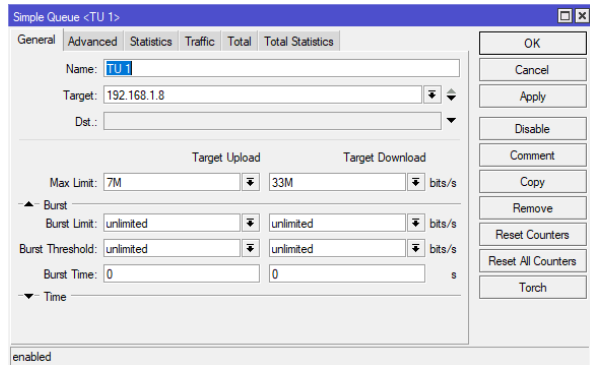 Simple Queue <TU 1>
General Advanced Statistics Traffic Total Total Statistics
Name: TU 1
Target: 192.168.1.8
Dst.:
Target Upload Target Download
Max Limit: 7M 33M bits/s
Burst
Burst Limit: unlimited unlimited bits/s
Burst Threshold: unlimited unlimited bits/s
Burst Time: 0 0 s
Time
OK
Cancel
Apply
Disable
Comment
Copy
Remove
Reset Counters
Reset All Counters
Torch
enabled